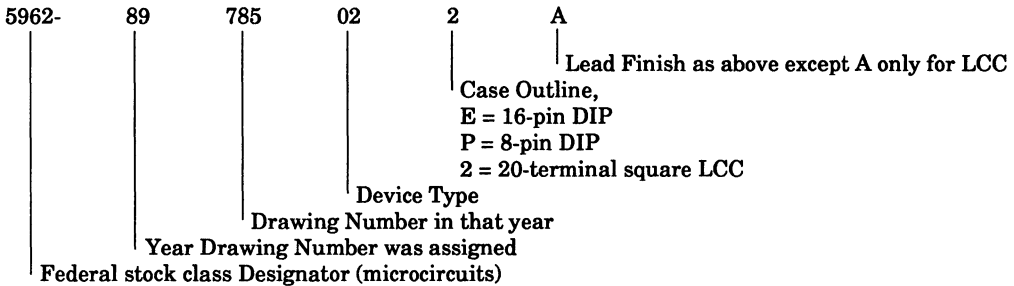 5962- 89 785 02 2 A
Lead Finish as above except A only for LCC
Case Outline,
E = 16-pin DIP
P = 8-pin DIP
2 = 20-terminal square LCC
Device Type
Drawing Number in that year
Year Drawing Number was assigned
Federal stock class Designator (microcircuits)